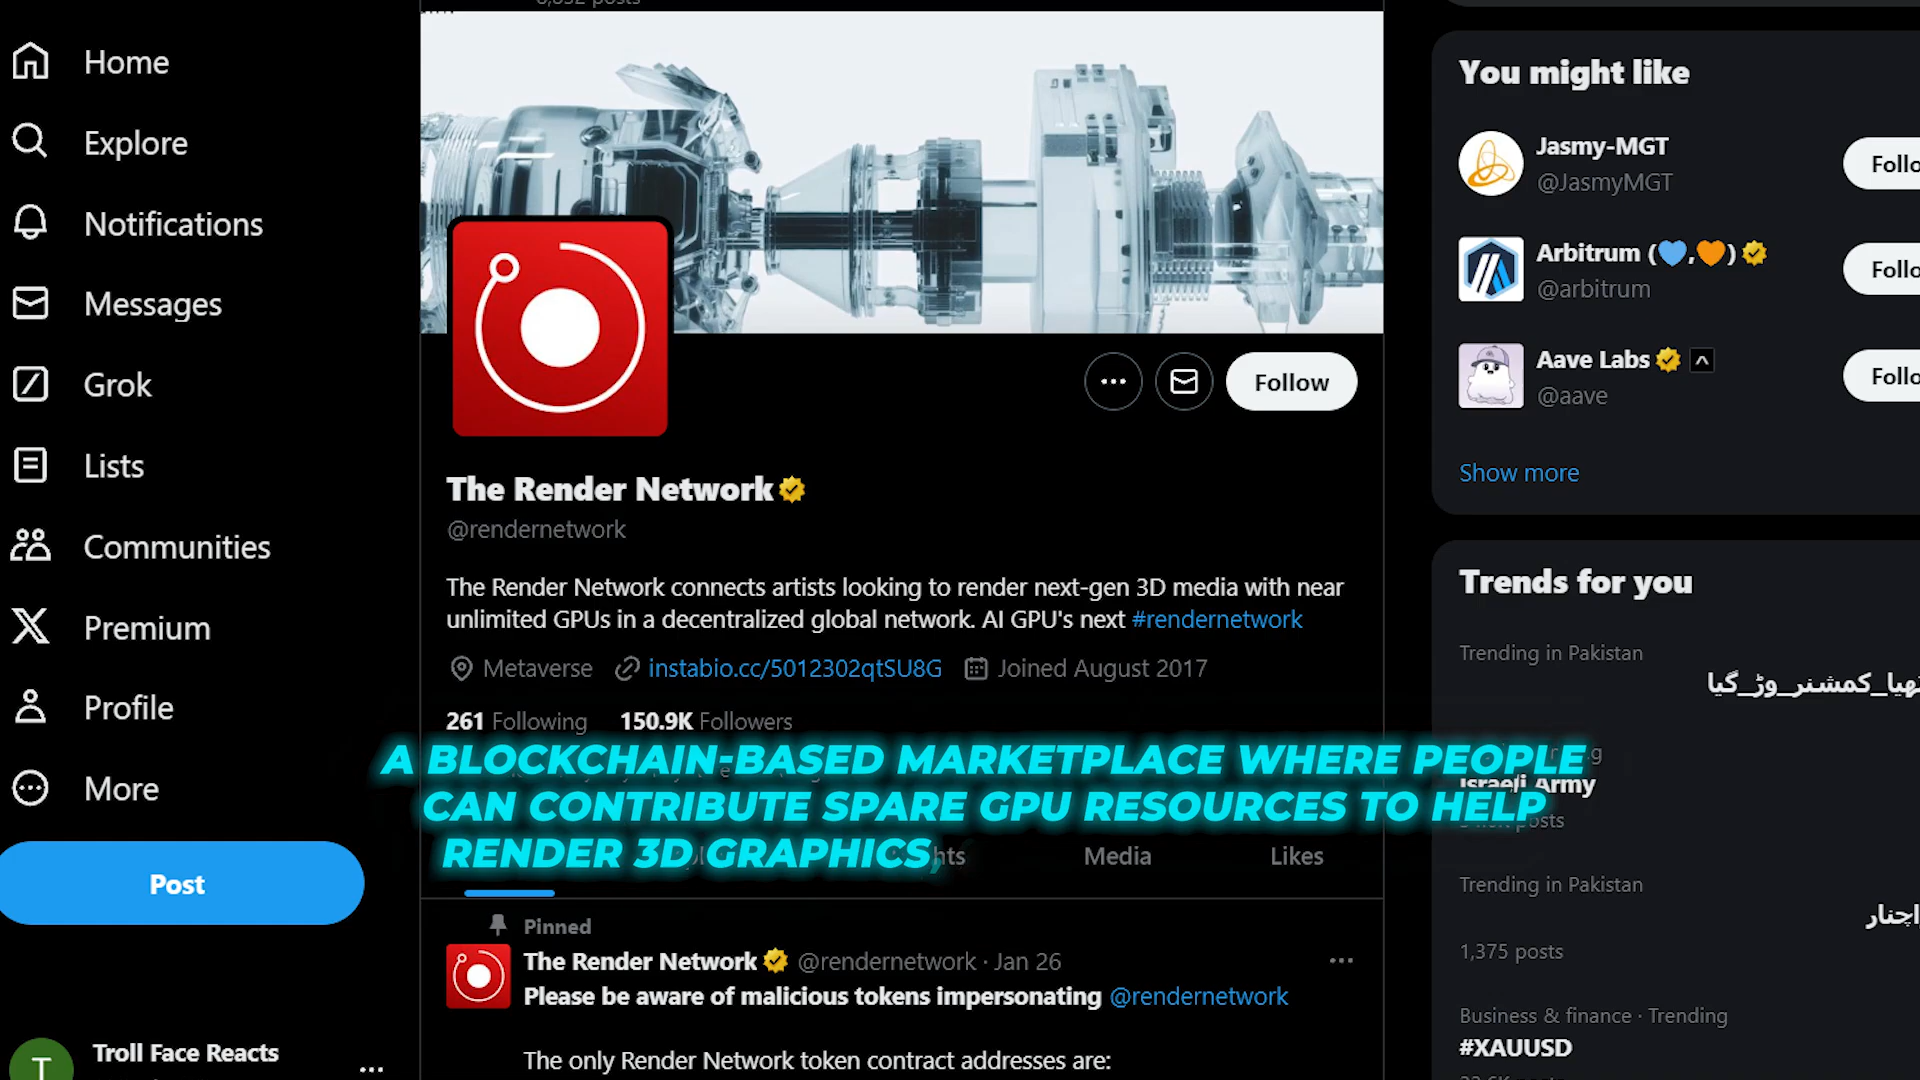 Home
Explore
Notifications
Messages
Grok
Lists
Communities
Premium
Profile
More
Post
Troll Face Reacts
Follow
The Render Network
@rendernetwork
The Render Network connects artists looking to render next-gen 3D media with near
unlimited GPUs in a decentralized global network. AI GPU's next #rendernetwork
Metaverse instabio.cc/5012302qtSU8G Joined August 2017
261 Following 150.9K Followers
A BLOCKCHAIN-BASED MARKETPLACE WHERE PEOPLE
CAN CONTRIBUTE SPARE GPU RESOURCES TO HELP
RENDER 3D GRAPHICS,
Media Likes
Pinned
The Render Network @rendernetwork · Jan 26
Please be aware of malicious tokens impersonating @rendernetwork
The only Render Network token contract addresses are:
You might like
Jasmy-MGT
@JasmyMGT
Arbitrum (💙,🧡)
@arbitrum
Aave Labs
@aave
Show more
Trends for you
Trending in Pakistan
کمشنر_وڑ_گیا
Israeli Army
posts
Trending in Pakistan
1,375 posts
Business & finance · Trending
#XAUUSD